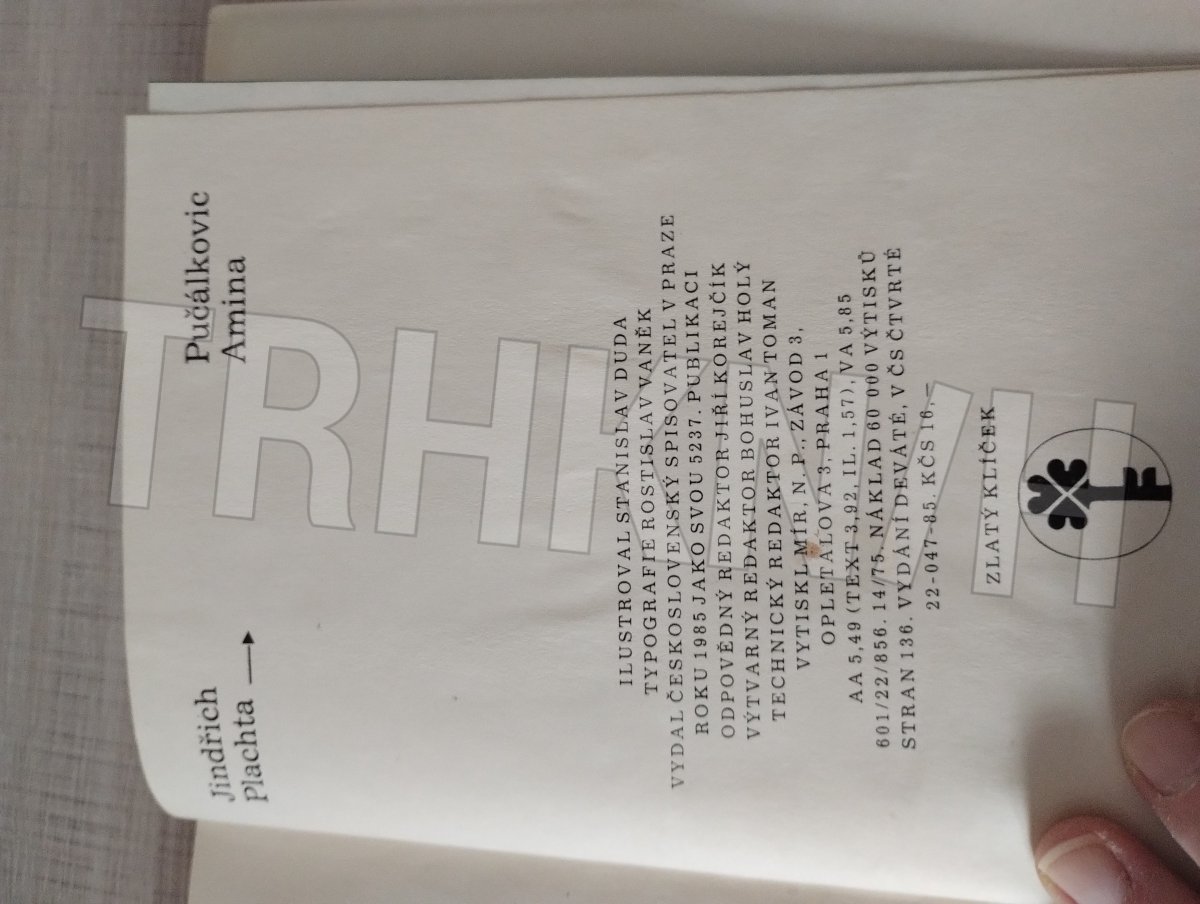 Jindřich
Plachta
Pučálkovic
Amina
ILUSTROVAL STANISLAV DUDA
TYPOGRAFIE ROSTISLAV VANĚK
VYDAL ČESKOSLOVENSKÝ SPISOVATEL V PRAZE
ROKU 1985 JAKO SVOU 5237. PUBLIKACI
ODPOVĚDNÝ REDAKTOR JIŘÍ KOREJČÍK
VÝTVARNÝ REDAKTOR BOHUSLAV HOLÝ
TECHNICKÝ REDAKTOR IVAN TOMAN
VYTISKL MÍR, N. P., ZÁVOD 3,
OPLETALOVA 3, PRAHA 1
AA 5,49 (TEXT 3,92, IL. 1,57), VA 5,85
601/22/856. 14/75. NÁKLAD 60 000 VÝTISKŮ
STRAN 136. VYDÁNÍ DEVÁTÉ, V ČS ČTVRTÉ
22-047-85. KČS 16,—
ZLATÝ KLÍČEK
TRHKNIH